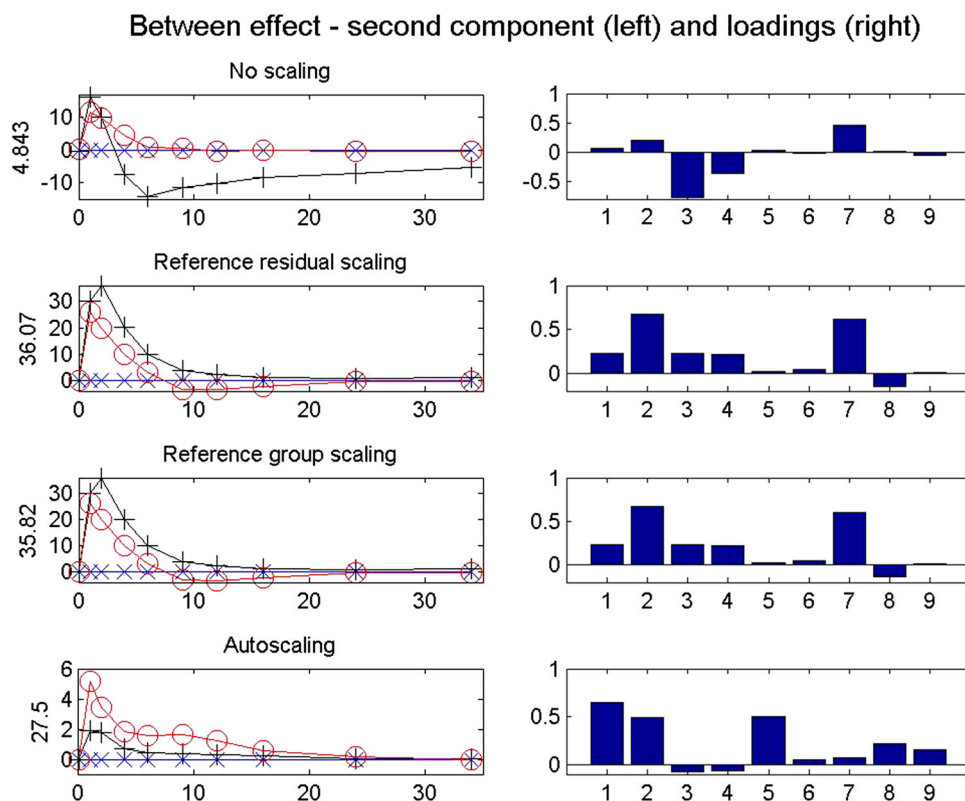 Between effect - second component (left) and loadings (right)
No scaling
4.843
10
0
-10
0 10 20 30
1
0.5
0
-0.5
1 2 3 4 5 6 7 8 9
Reference residual scaling
36.07
30
20
10
0
0 10 20 30
1
0.5
0
1 2 3 4 5 6 7 8 9
Reference group scaling
35.82
30
20
10
0
0 10 20 30
1
0.5
0
1 2 3 4 5 6 7 8 9
Autoscaling
27.5
6
4
2
0
0 10 20 30
1
0.5
0
1 2 3 4 5 6 7 8 9